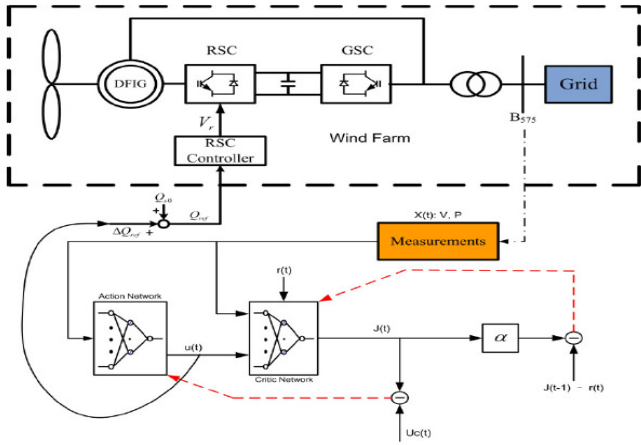 RSC
GSC
DFIG
Grid
V_r
B_575
RSC
Controller
Wind Farm
Q_s0
+
Q_ref
ΔQ_ref +
X(t): V, P
Measurements
r(t)
Action Network
u(t)
J(t)
α
Critic Network
J(t-1) - r(t)
Uc(t)